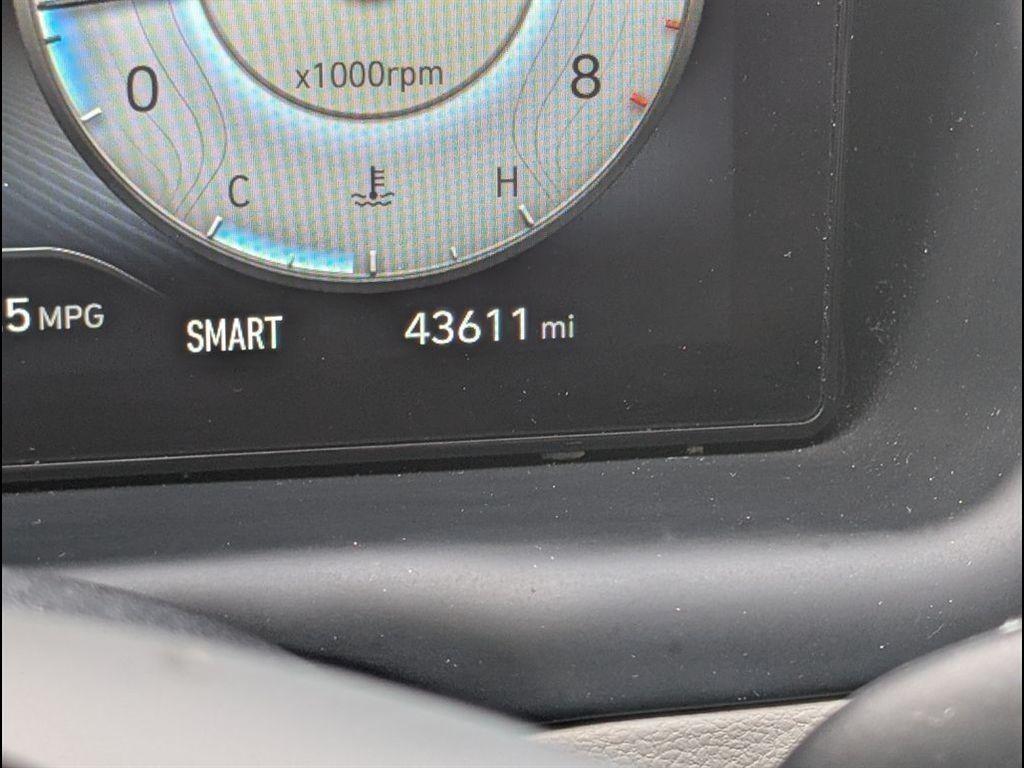 0
x1000rpm
8
C
H
5 MPG
SMART
43611 mi